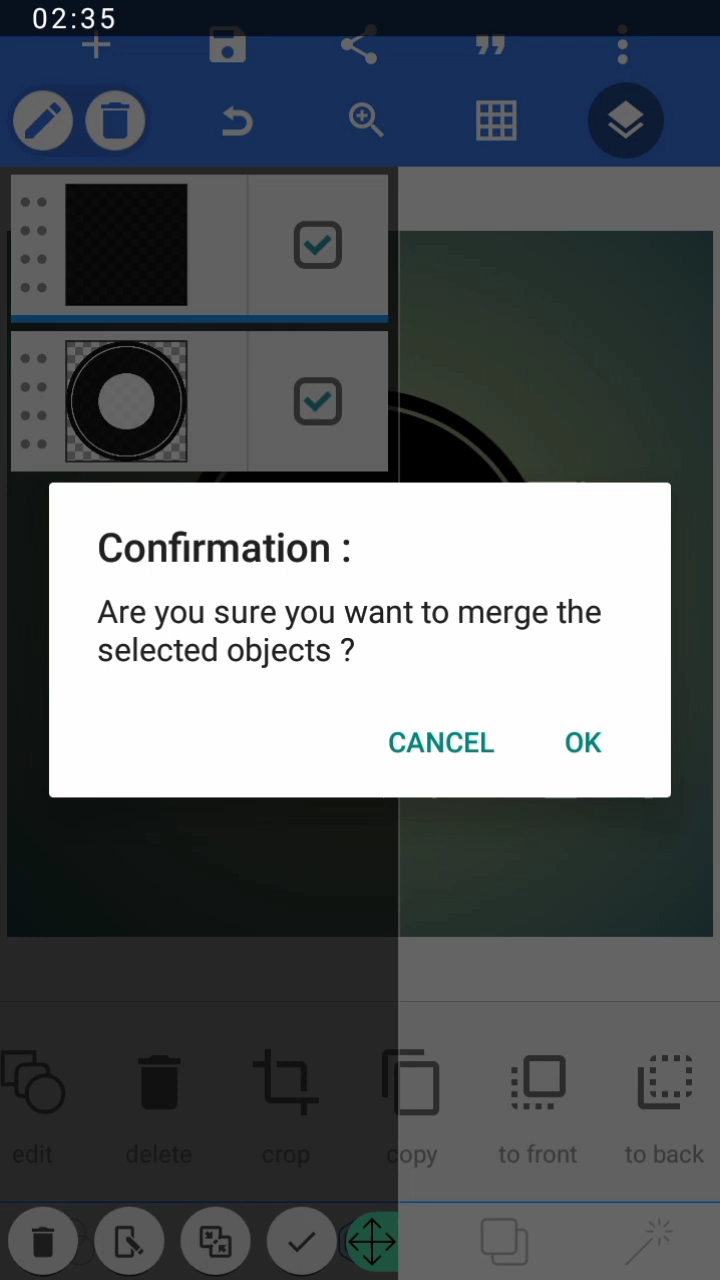 02:35
Confirmation :
Are you sure you want to merge the
selected objects ?
CANCEL OK
edit delete crop copy to front to back